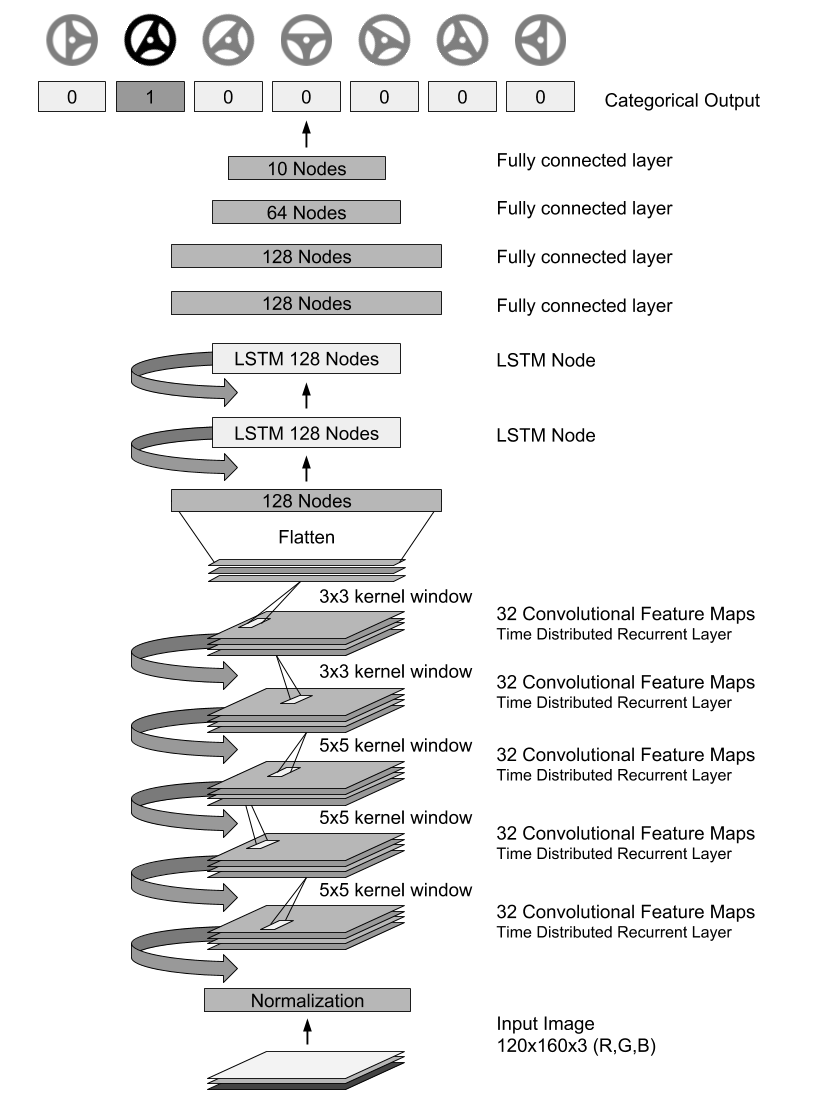 0 1 0 0 0 0 0 Categorical Output
10 Nodes Fully connected layer
64 Nodes Fully connected layer
128 Nodes Fully connected layer
128 Nodes Fully connected layer
LSTM 128 Nodes LSTM Node
LSTM 128 Nodes LSTM Node
128 Nodes
Flatten
3x3 kernel window
32 Convolutional Feature Maps
Time Distributed Recurrent Layer
3x3 kernel window
32 Convolutional Feature Maps
Time Distributed Recurrent Layer
5x5 kernel window
32 Convolutional Feature Maps
Time Distributed Recurrent Layer
5x5 kernel window
32 Convolutional Feature Maps
Time Distributed Recurrent Layer
5x5 kernel window
32 Convolutional Feature Maps
Time Distributed Recurrent Layer
Normalization
Input Image
120x160x3 (R,G,B)